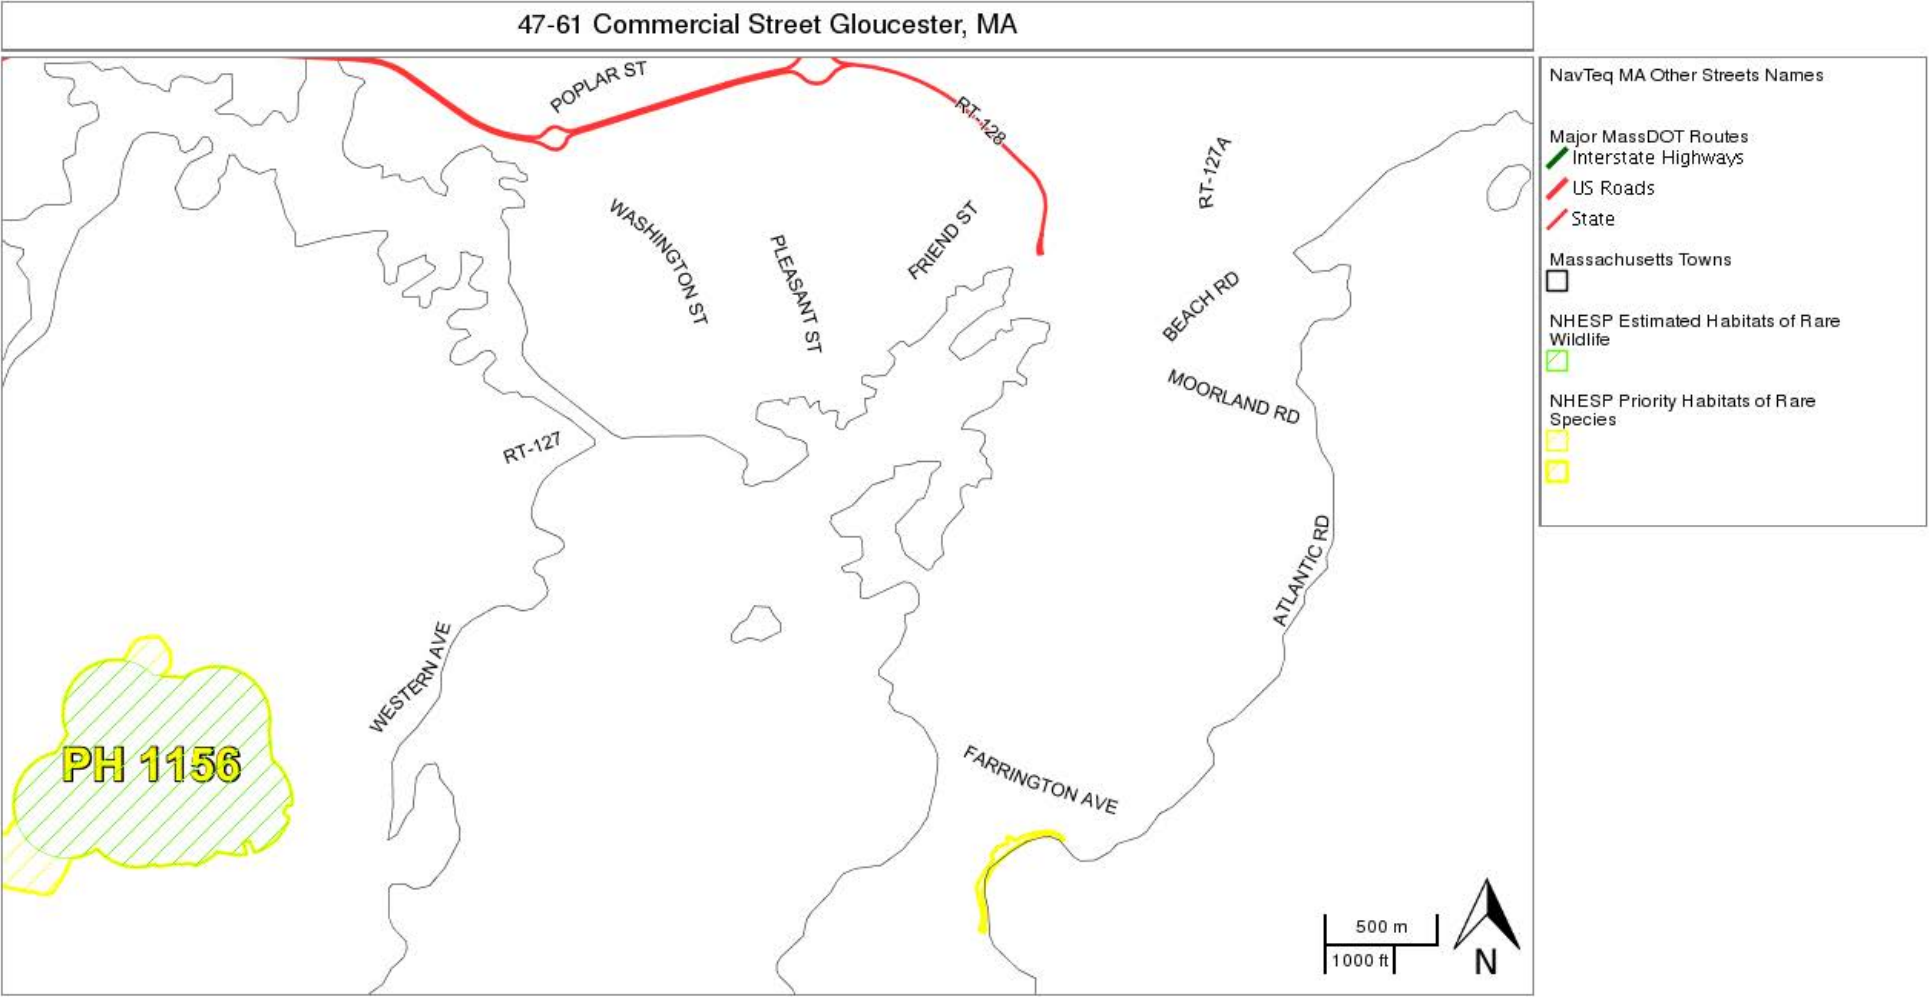 47-61 Commercial Street Gloucester, MA
POPLAR ST
RT-128
RT-127A
WASHINGTON ST
PLEASANT ST
FRIEND ST
BEACH RD
MOORLAND RD
RT-127
ATLANTIC RD
WESTERN AVE
PH 1156
FARRINGTON AVE
500 m
1000 ft
N
NavTeq MA Other Streets Names
Major MassDOT Routes
Interstate Highways
US Roads
State
Massachusetts Towns
NHESP Estimated Habitats of Rare
Wildlife
NHESP Priority Habitats of Rare
Species